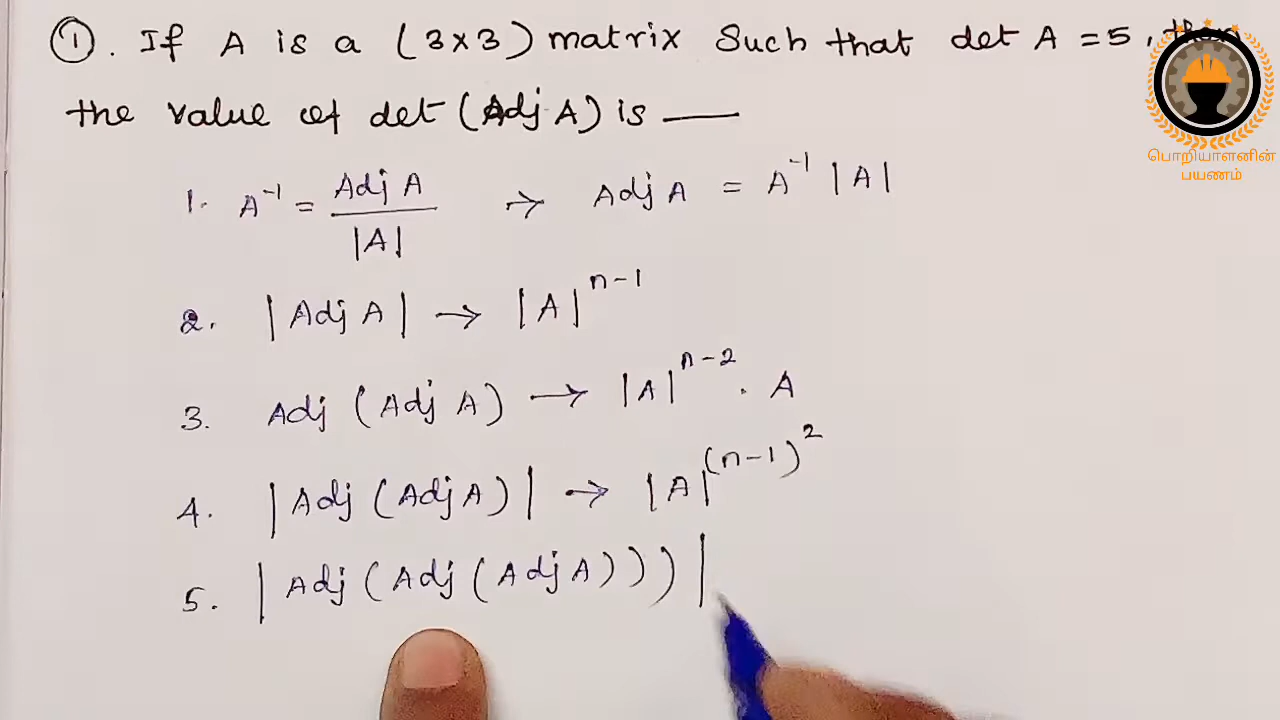 ①. If A is a (3×3) matrix Such that det A = 5, then
the value of det (Adj A) is ___
1. A⁻¹ = Adj A / |A| → Adj A = A⁻¹ |A|
2. |Adj A| → |A|ⁿ⁻¹
3. Adj (Adj A) → |A|ⁿ⁻² . A
4. |Adj (Adj A)| → |A|^(n-1)²
5. |Adj (Adj (Adj A)))|
பொறியாளனின்
பயணம்